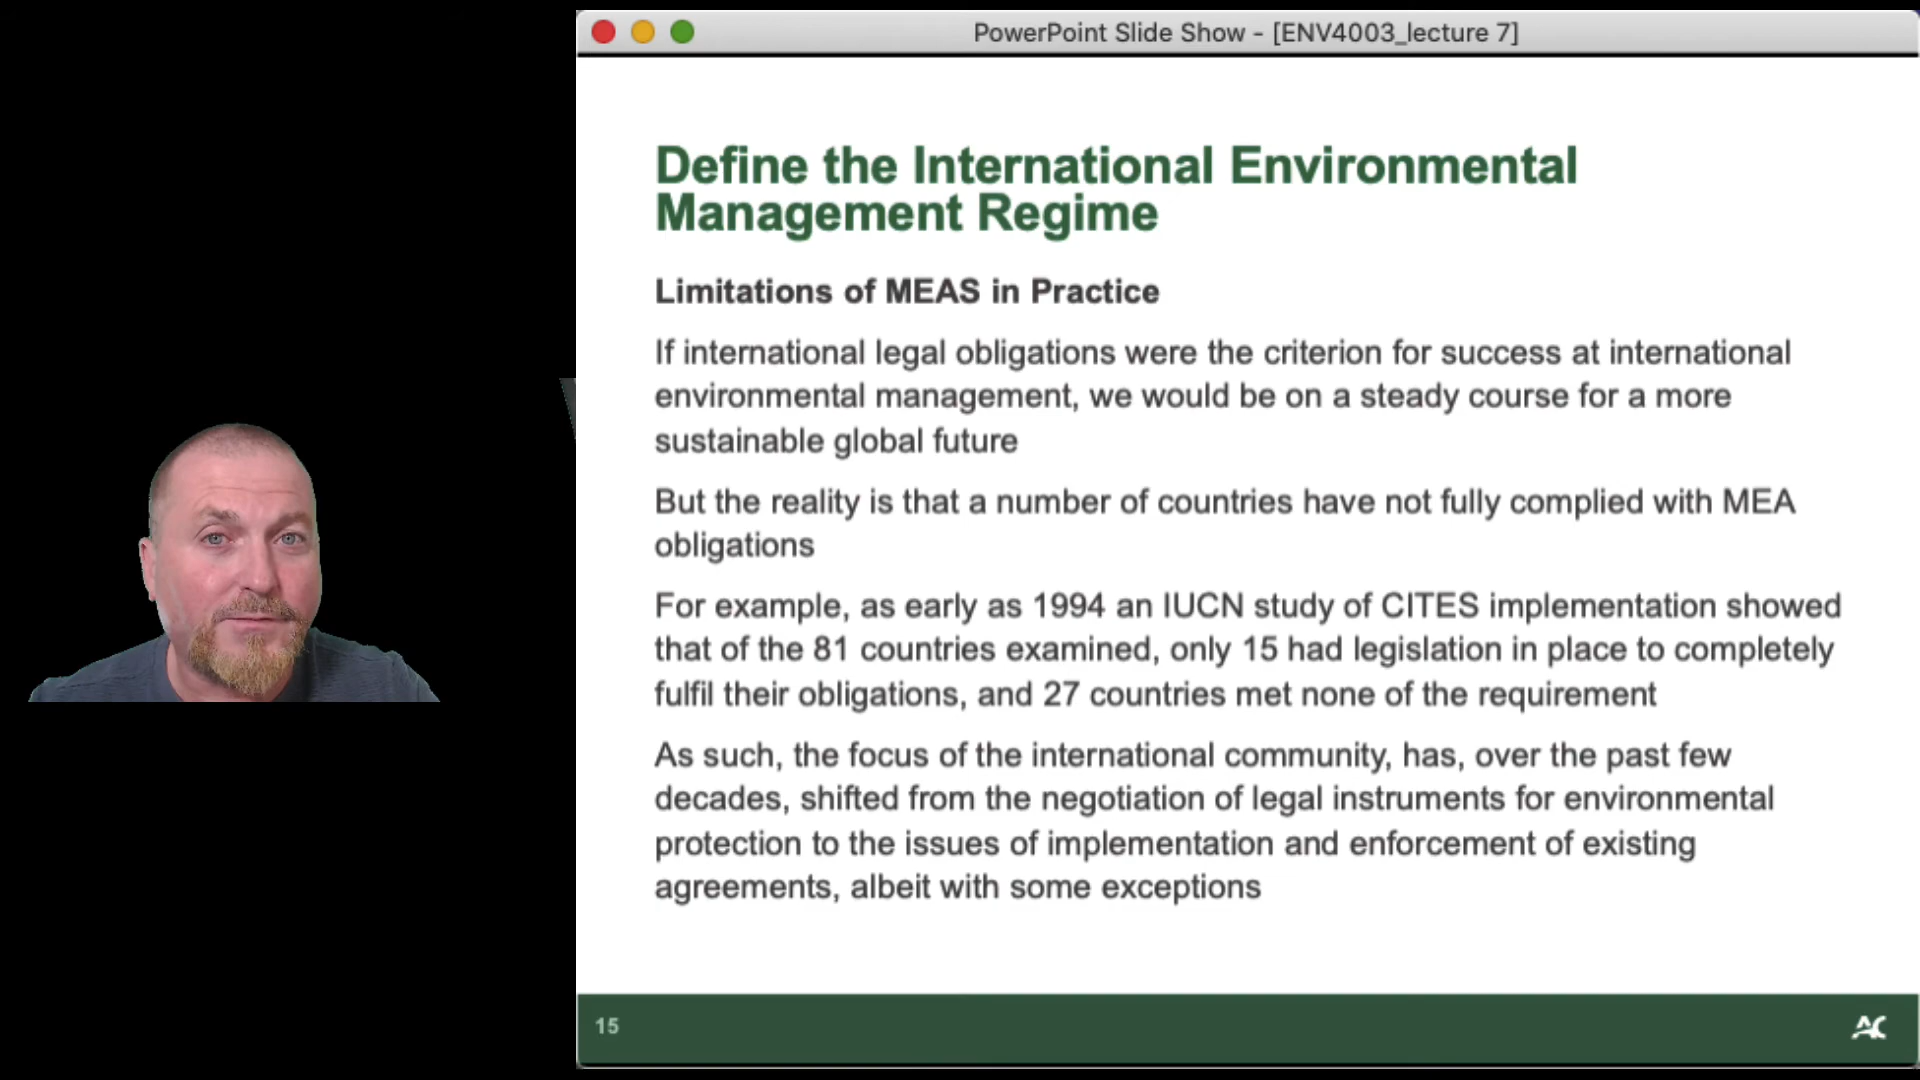 PowerPoint Slide Show - [ENV4003_lecture 7]
Define the International Environmental
Management Regime
Limitations of MEAS in Practice
If international legal obligations were the criterion for success at international
environmental management, we would be on a steady course for a more
sustainable global future
But the reality is that a number of countries have not fully complied with MEA
obligations
For example, as early as 1994 an IUCN study of CITES implementation showed
that of the 81 countries examined, only 15 had legislation in place to completely
fulfil their obligations, and 27 countries met none of the requirement
As such, the focus of the international community, has, over the past few
decades, shifted from the negotiation of legal instruments for environmental
protection to the issues of implementation and enforcement of existing
agreements, albeit with some exceptions
15
AC